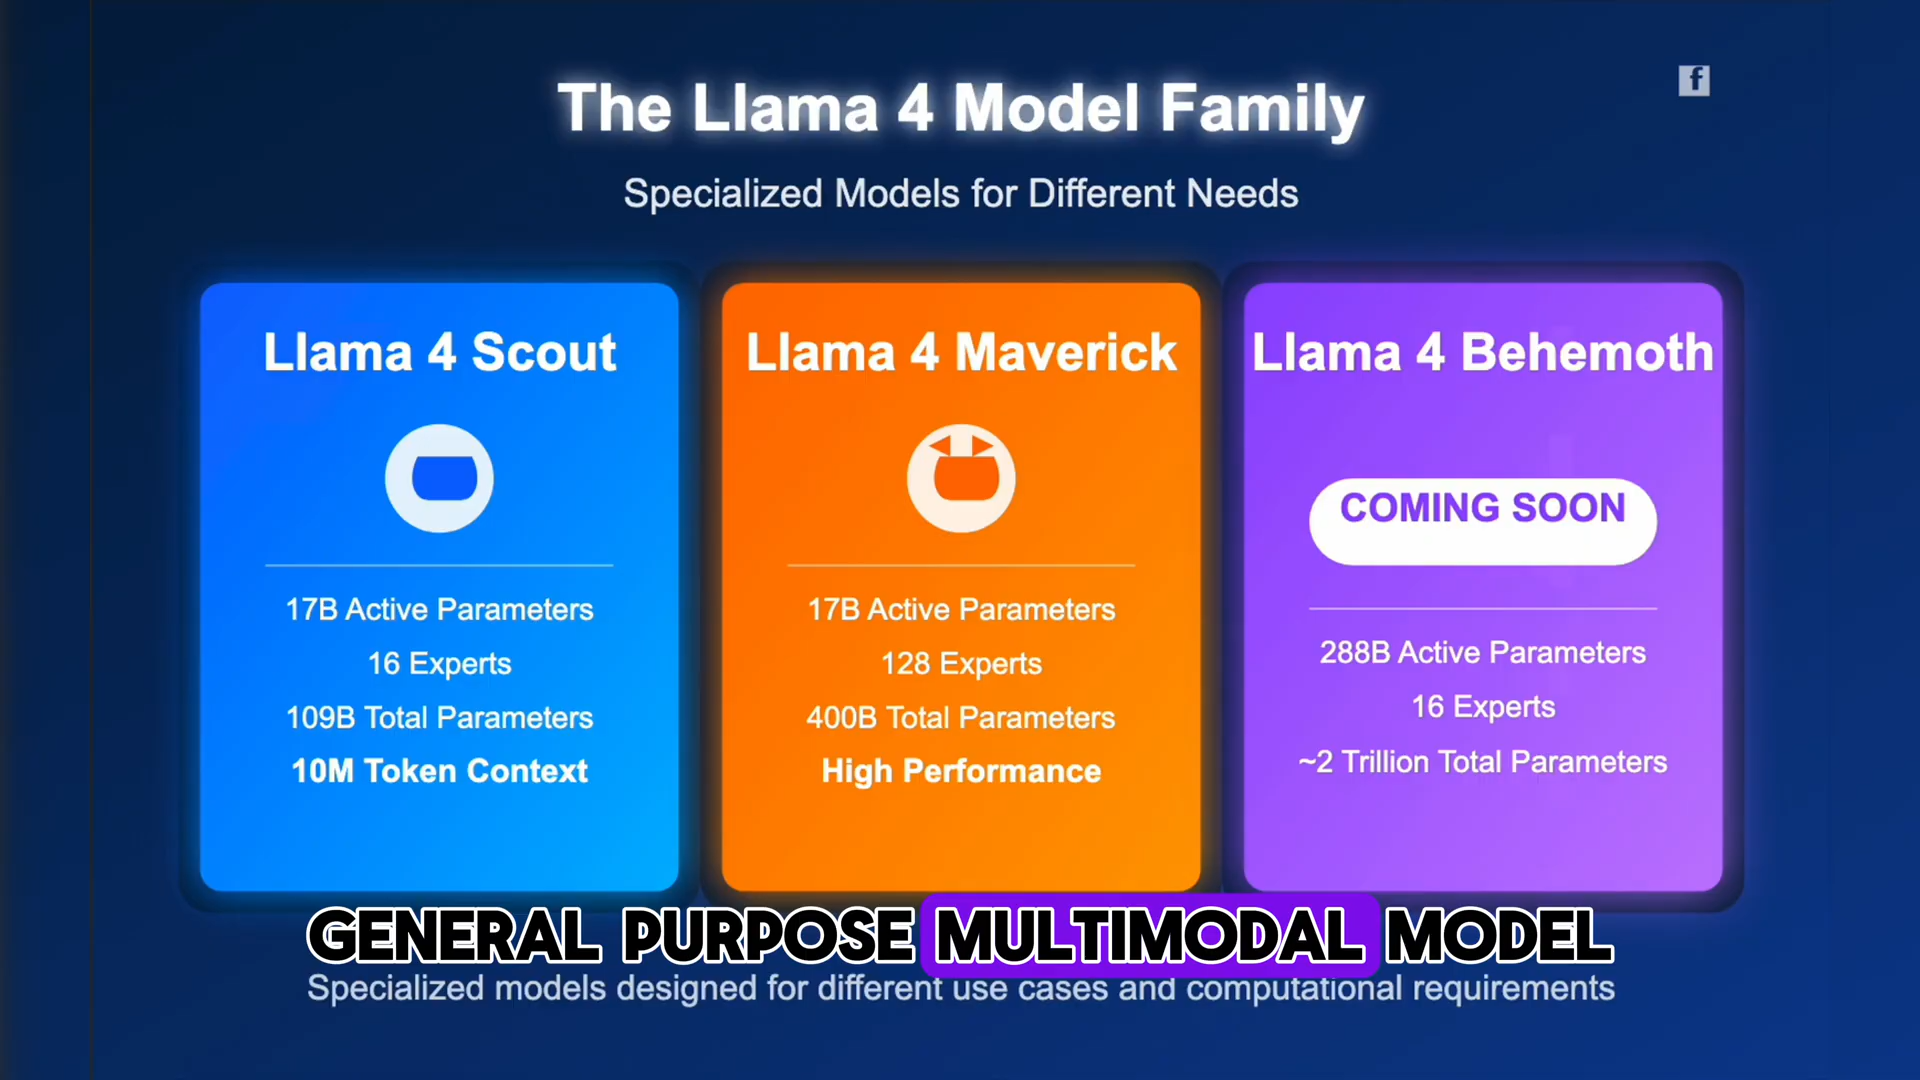 The Llama 4 Model Family
f
Specialized Models for Different Needs
Llama 4 Scout
17B Active Parameters
16 Experts
109B Total Parameters
10M Token Context
Llama 4 Maverick
17B Active Parameters
128 Experts
400B Total Parameters
High Performance
Llama 4 Behemoth
COMING SOON
288B Active Parameters
16 Experts
~2 Trillion Total Parameters
GENERAL PURPOSE MULTIMODAL MODEL
Specialized models designed for different use cases and computational requirements